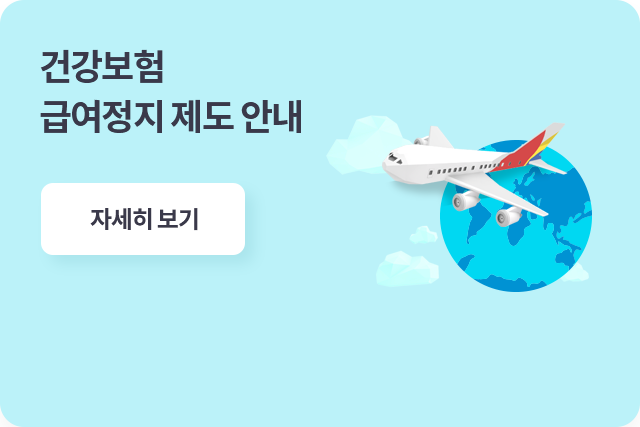 건강보험
급여정지 제도 안내
자세히 보기